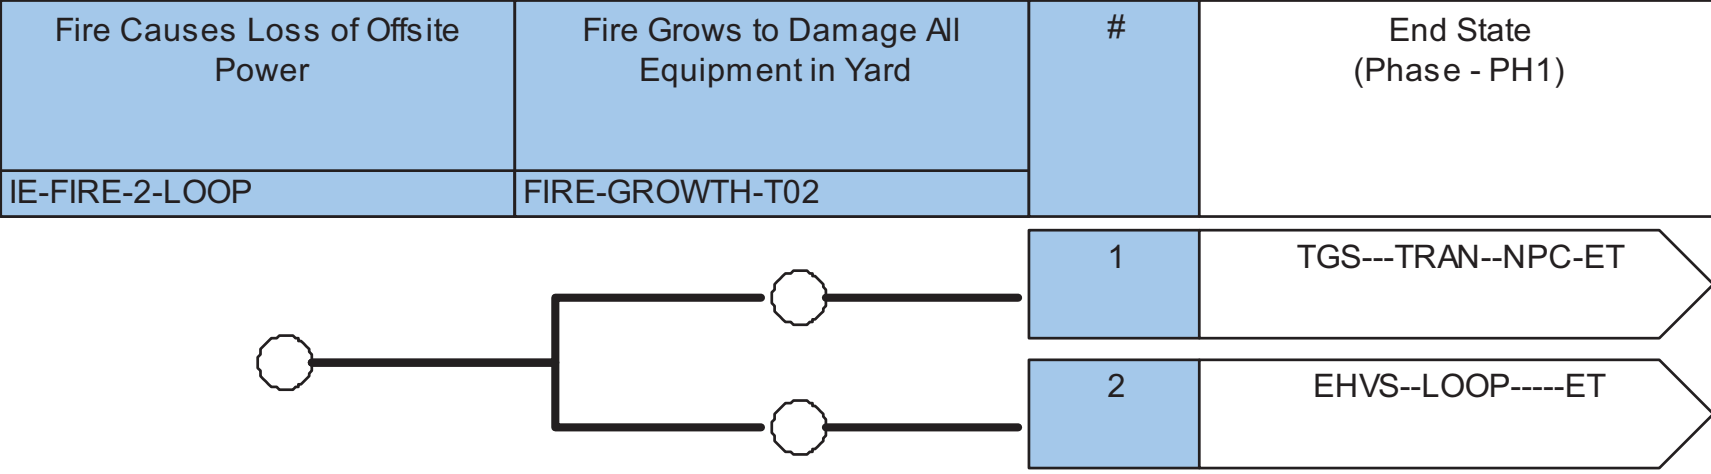 Fire Causes Loss of Offsite
Power
Fire Grows to Damage All
Equipment in Yard
#
End State
(Phase - PH1)
IE-FIRE-2-LOOP
FIRE-GROWTH-T02
1
TGS---TRAN--NPC-ET
2
EHVS--LOOP-----ET